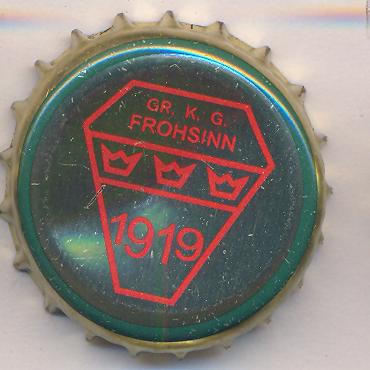 GR. K. G.
FROHSINN
1919